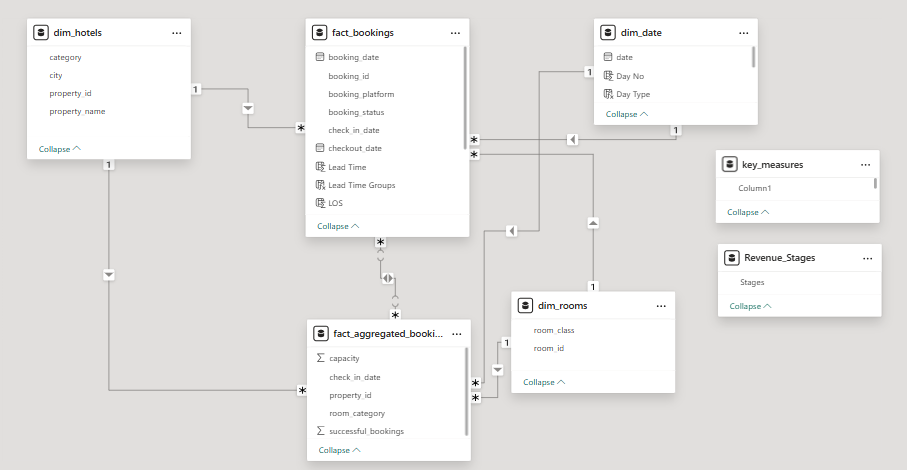 dim_hotels
category
city
property_id
property_name
Collapse
fact_bookings
booking_date
booking_id
booking_platform
booking_status
check_in_date
checkout_date
Lead Time
Lead Time Groups
LOS
Collapse
dim_date
date
Day No
Day Type
Collapse
key_measures
Column1
Collapse
Revenue_Stages
Stages
Collapse
dim_rooms
room_class
room_id
Collapse
fact_aggregated_booki...
capacity
check_in_date
property_id
room_category
successful_bookings
Collapse
1
*
1
*
1
*
1
*
*
1
*
1
*
*